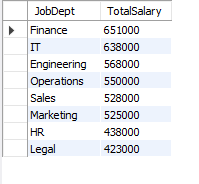 JobDept TotalSalary
Finance 651000
IT 638000
Engineering 568000
Operations 550000
Sales 528000
Marketing 525000
HR 438000
Legal 423000